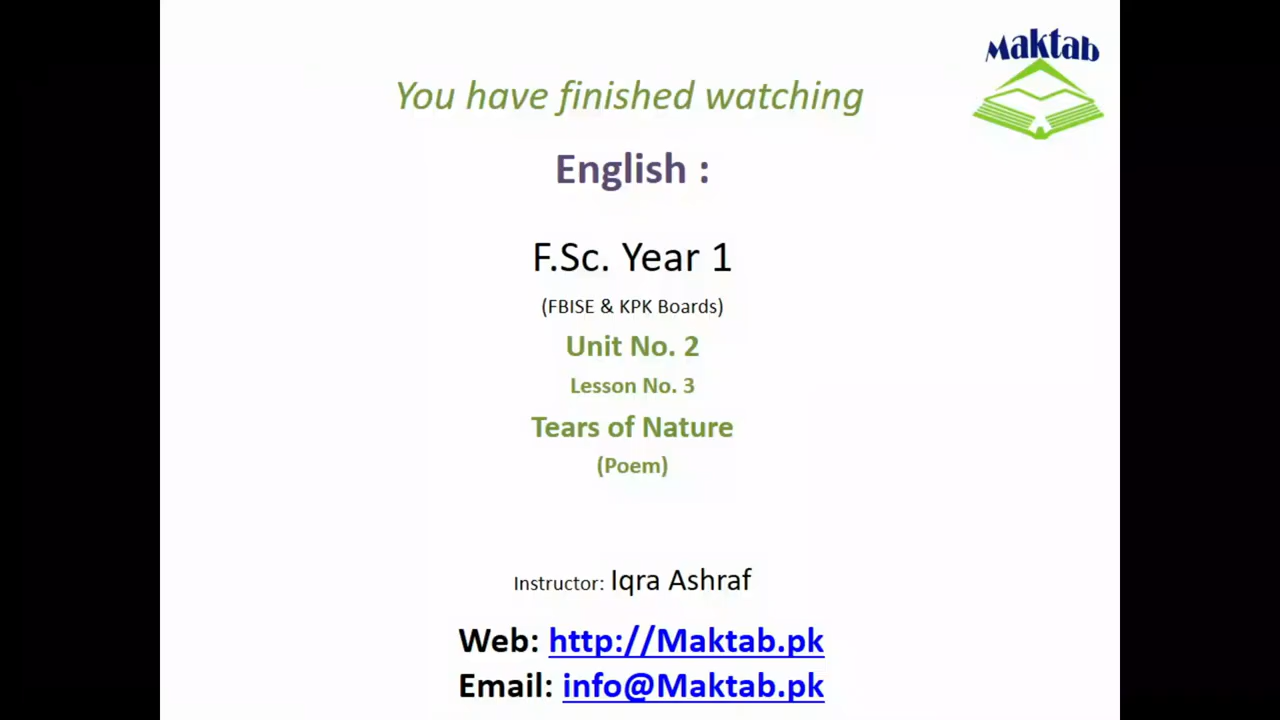 Maktab
You have finished watching
English :
F.Sc. Year 1
(FBISE & KPK Boards)
Unit No. 2
Lesson No. 3
Tears of Nature
(Poem)
Instructor: Iqra Ashraf
Web: http://Maktab.pk
Email: info@Maktab.pk